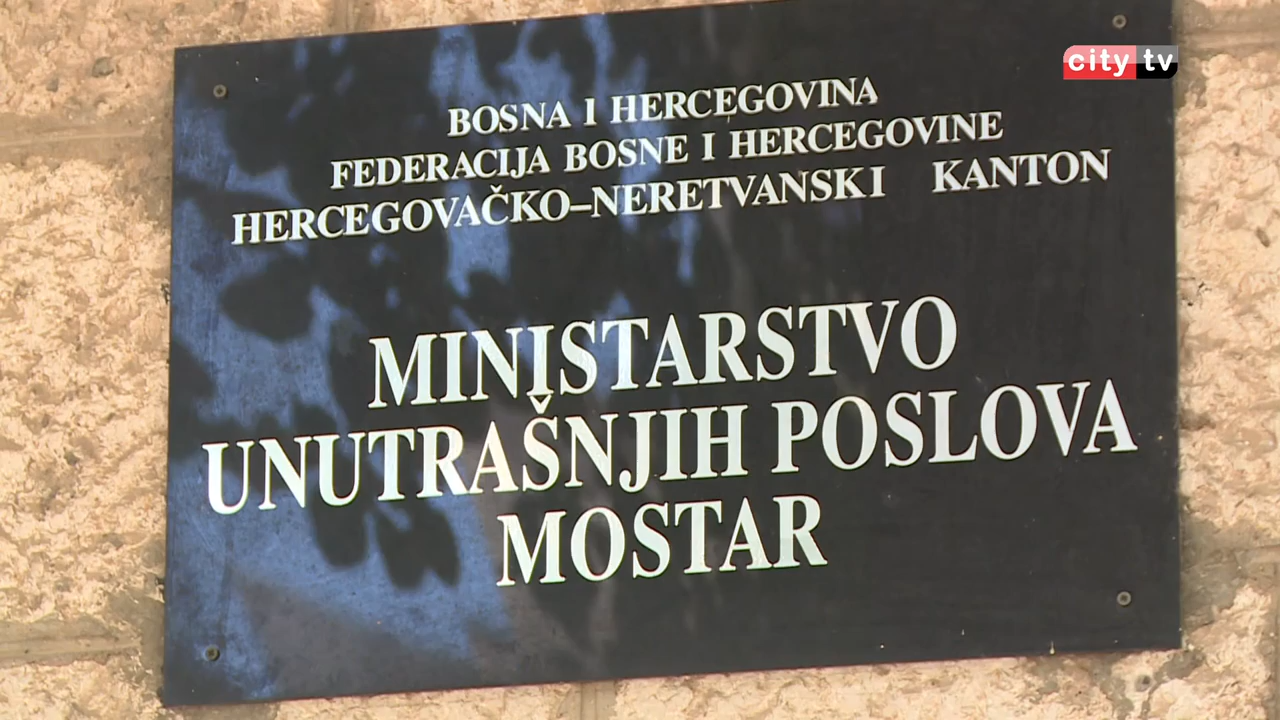 city tv
BOSNA I HERCEGOVINA
FEDERACIJA BOSNE I HERCEGOVINE
HERCEGOVAČKO–NERETVANSKI KANTON
MINISTARSTVO
UNUTRAŠNJIH POSLOVA
MOSTAR